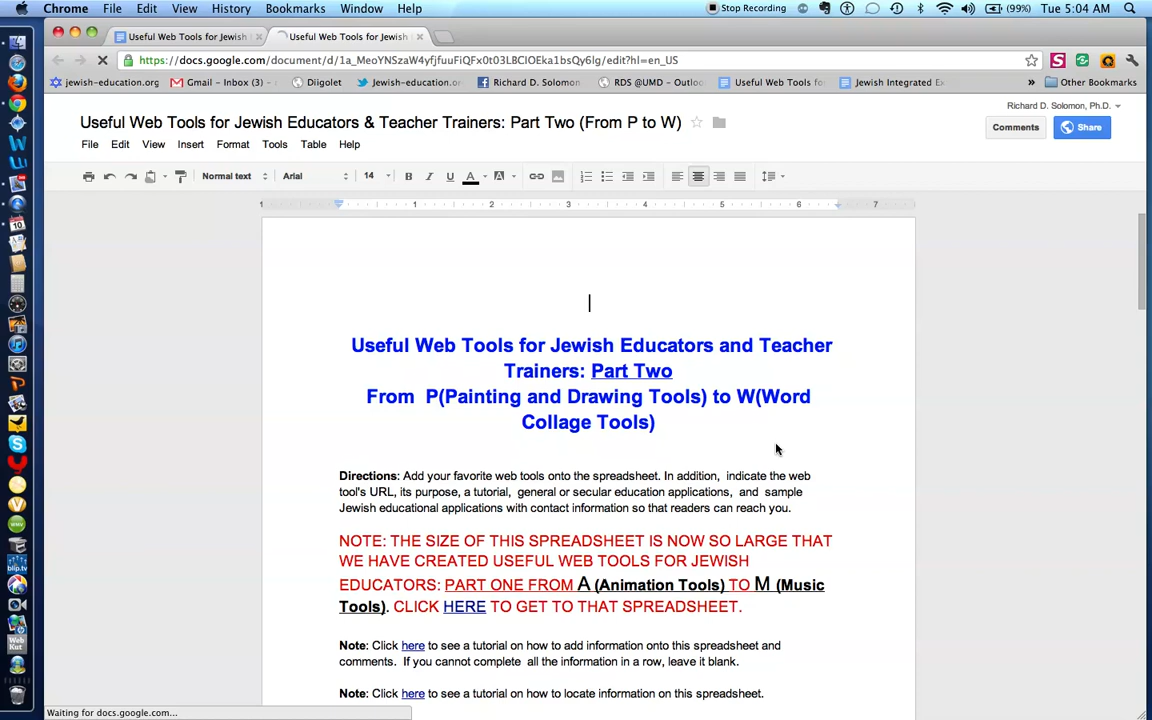 Chrome File Edit View History Bookmarks Window Help Stop Recording (99%) Tue 5:04 AM
Useful Web Tools for Jewish Useful Web Tools for Jewish E
https://docs.google.com/document/d/1a_MeoYNSzaW4yfjfuuFiQFx0t03LBCIOEka1bsQy6lg/edit?hl=en_US
jewish-education.org Gmail - Inbox (3) - Diigolet jewish-education.or Richard D. Solomon RDS @UMD - Outloo Useful Web Tools fo Jewish Integrated Ex » Other Bookmarks
Richard D. Solomon, Ph.D.
Useful Web Tools for Jewish Educators & Teacher Trainers: Part Two (From P to W)
Comments Share
File Edit View Insert Format Tools Table Help
Normal text Arial 14 B I U A A
1 1 2 3 4 5 6 7
Useful Web Tools for Jewish Educators and Teacher
Trainers: Part Two
From P(Painting and Drawing Tools) to W(Word
Collage Tools)
Directions: Add your favorite web tools onto the spreadsheet. In addition, indicate the web
tool's URL, its purpose, a tutorial, general or secular education applications, and sample
Jewish educational applications with contact information so that readers can reach you.
NOTE: THE SIZE OF THIS SPREADSHEET IS NOW SO LARGE THAT
WE HAVE CREATED USEFUL WEB TOOLS FOR JEWISH
EDUCATORS: PART ONE FROM A (Animation Tools) TO M (Music
Tools). CLICK HERE TO GET TO THAT SPREADSHEET.
Note: Click here to see a tutorial on how to add information onto this spreadsheet and
comments. If you cannot complete all the information in a row, leave it blank.
Note: Click here to see a tutorial on how to locate information on this spreadsheet.
Waiting for docs.google.com...